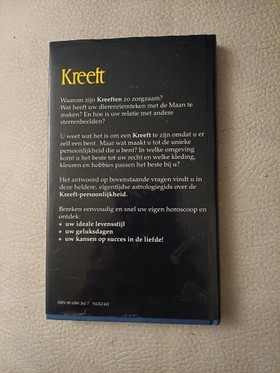 Kreeft
Waarom zijn Kreeften zo zorgzaam?
Wat heeft uw dierenriemteken met de Maan te
maken? En hoe is uw relatie met andere
sterrenbeelden?
U weet wat het is om een Kreeft te zijn omdat u er
zelf een bent. Maar wat maakt u tot de unieke
persoonlijkheid die u bent? In welke omgeving
komt u het beste tot uw recht en welke kleding,
kleuren en hobbies passen het beste bij u?
Het antwoord op bovenstaande vragen vindt u in
deze heldere, eigentijdse astrologiegids over de
Kreeft-persoonlijkheid.
Bereken eenvoudig en snel uw eigen horoscoop en
ontdek:
• uw ideale levensstijl
• uw geluksdagen
• uw kansen op succes in de liefde!
ISBN 90